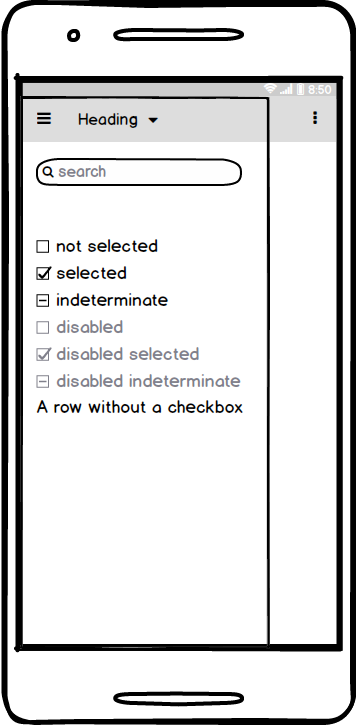 8:50
Heading
search
not selected
selected
indeterminate
disabled
disabled selected
disabled indeterminate
A row without a checkbox